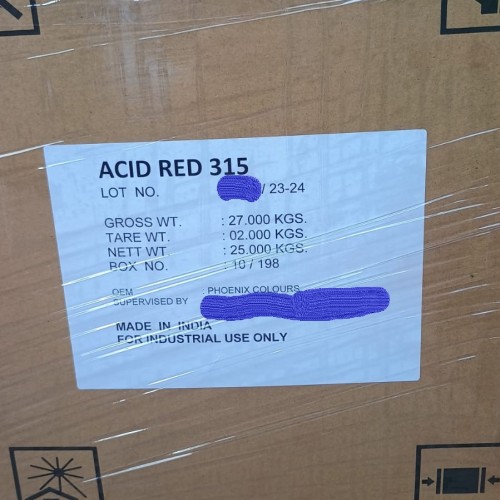 ACID RED 315
LOT NO. / 23-24
GROSS WT. : 27.000 KGS.
TARE WT. : 02.000 KGS.
NETT WT. : 25.000 KGS.
BOX NO. : 10 / 198
OEM : PHOENIX COLOURS
SUPERVISED BY
MADE IN INDIA
FOR INDUSTRIAL USE ONLY